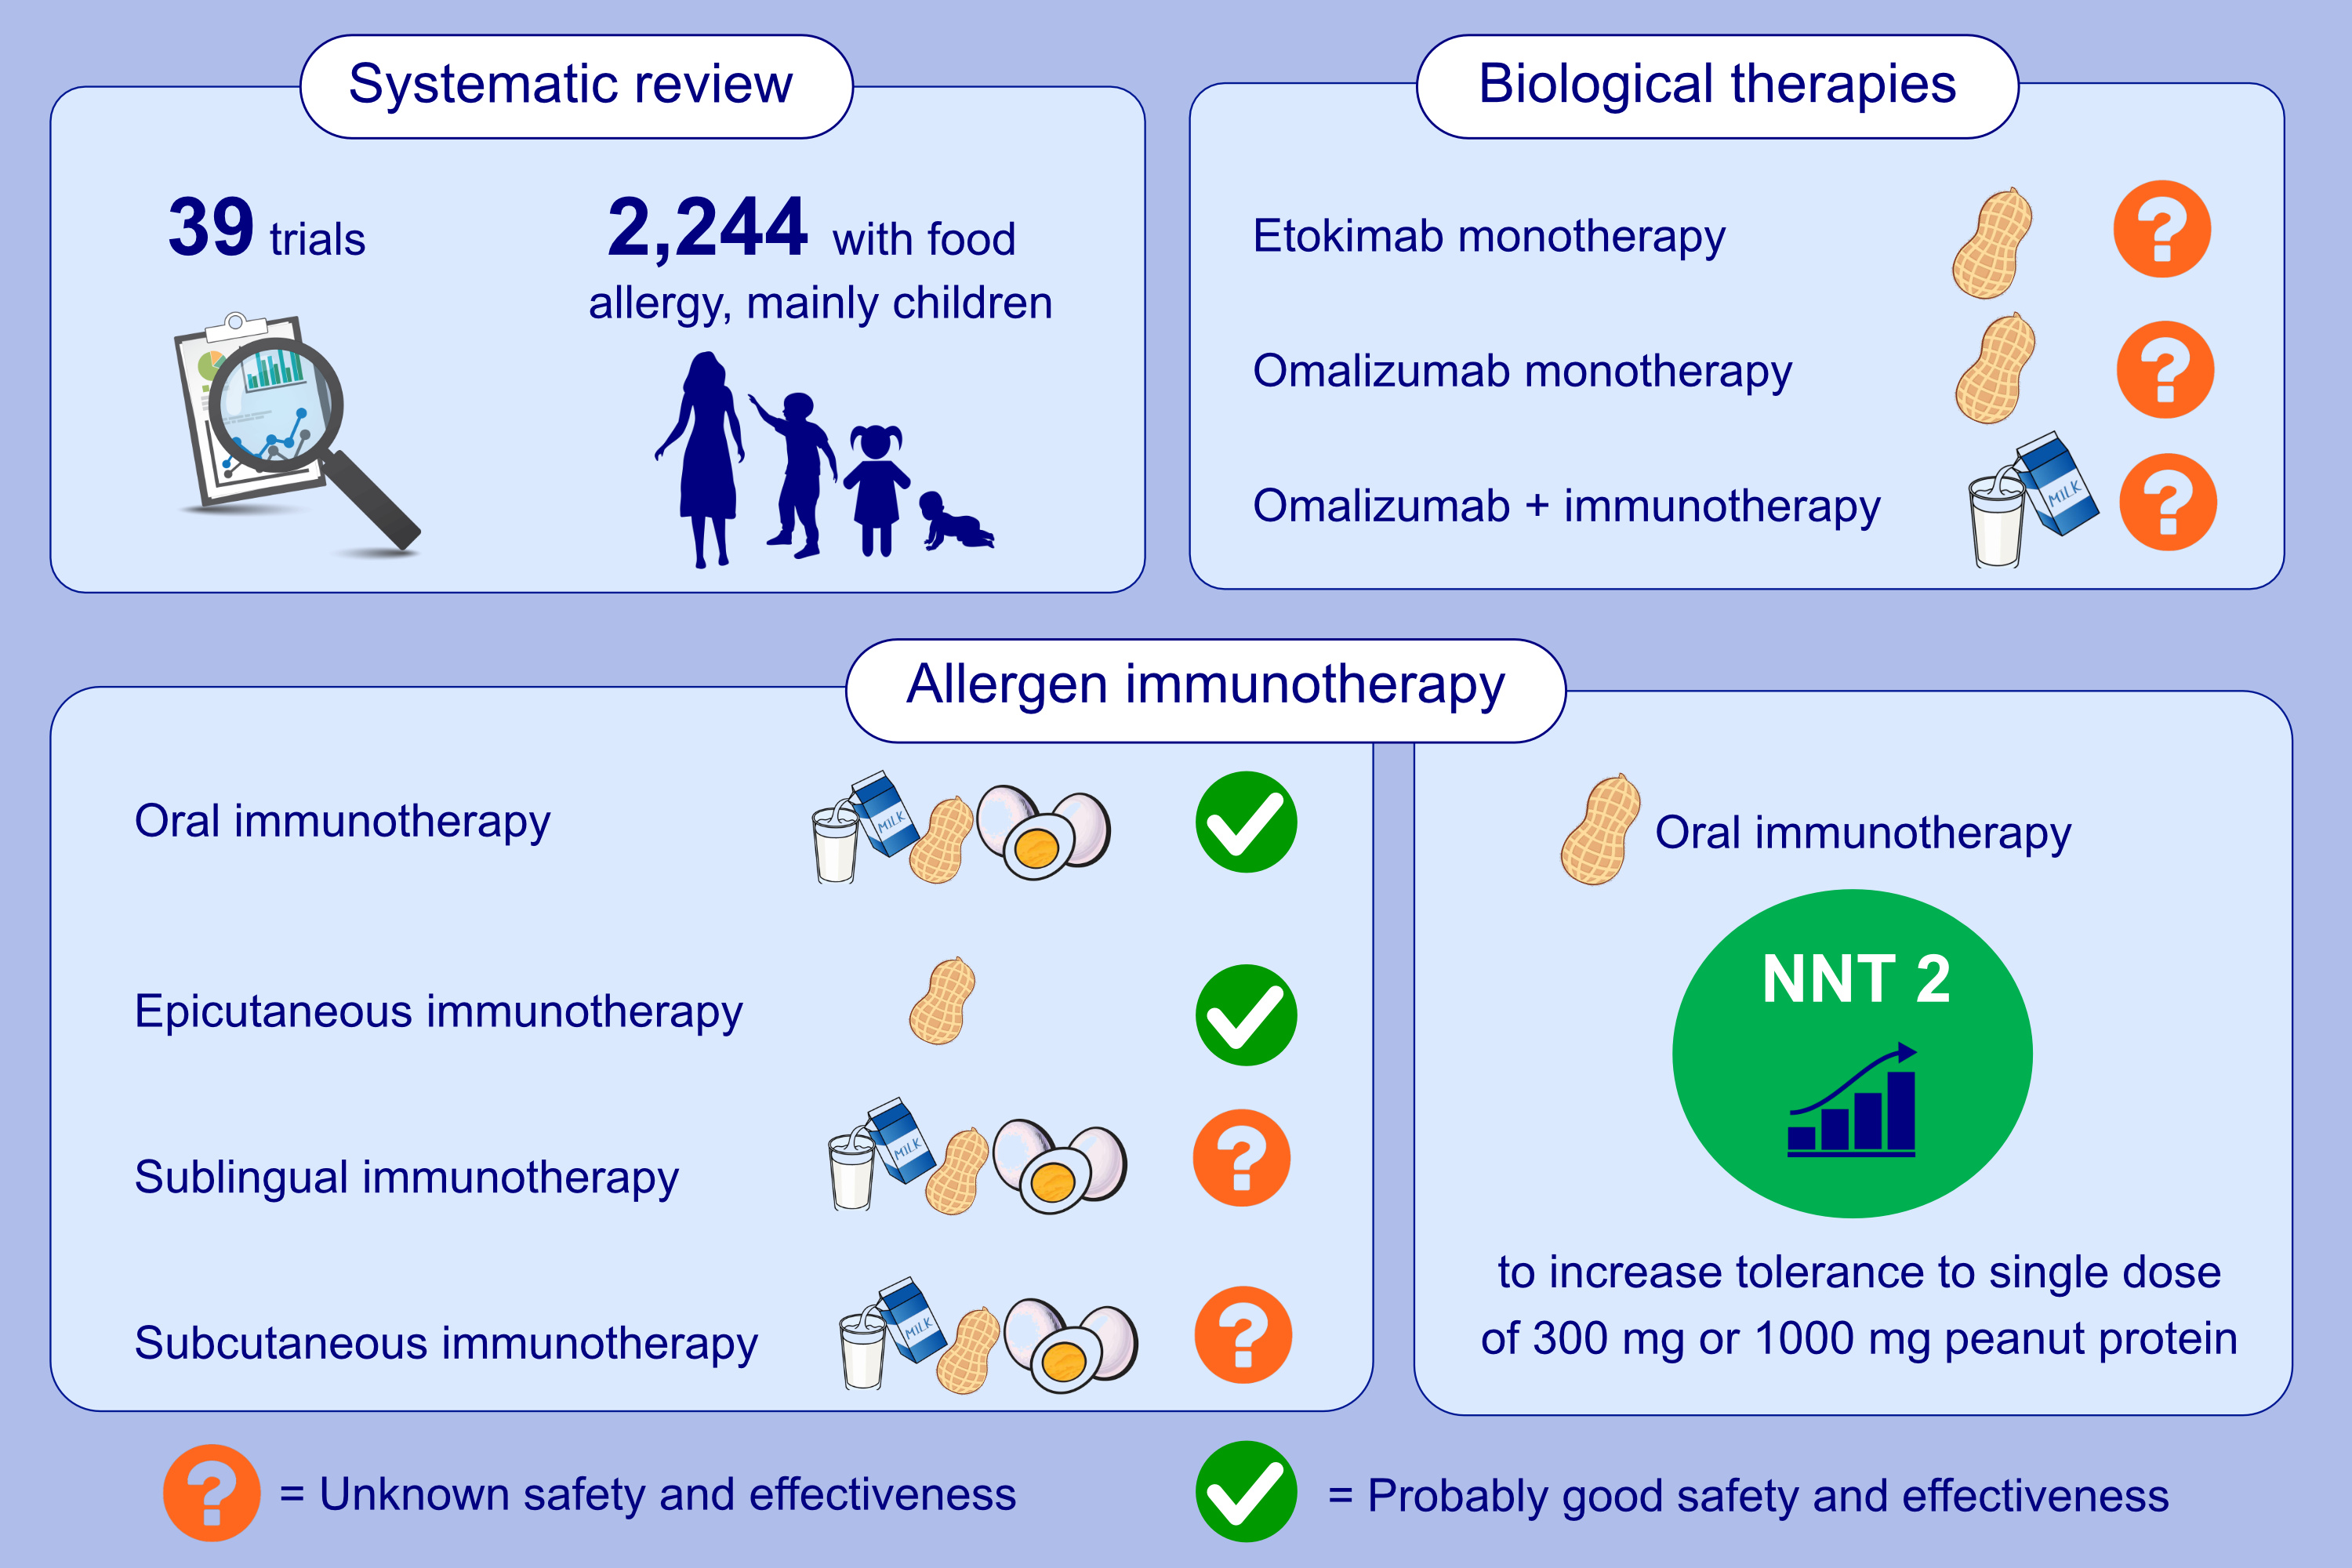 Systematic review
39 trials
2,244 with food
allergy, mainly children
Biological therapies
Etokimab monotherapy
Omalizumab monotherapy
Omalizumab + immunotherapy
MILK
Allergen immunotherapy
Oral immunotherapy
MILK
Epicutaneous immunotherapy
Sublingual immunotherapy
MILK
Subcutaneous immunotherapy
MILK
Oral immunotherapy
NNT 2
to increase tolerance to single dose
of 300 mg or 1000 mg peanut protein
= Unknown safety and effectiveness
= Probably good safety and effectiveness